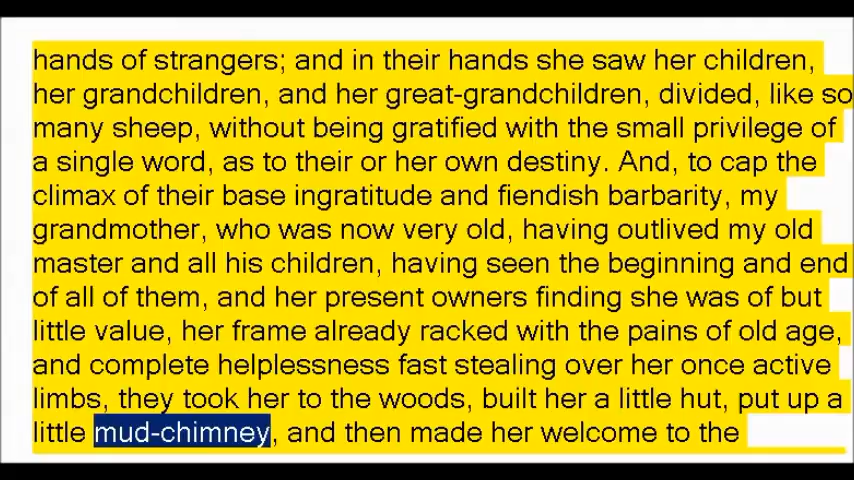 hands of strangers; and in their hands she saw her children,
her grandchildren, and her great-grandchildren, divided, like so
many sheep, without being gratified with the small privilege of
a single word, as to their or her own destiny. And, to cap the
climax of their base ingratitude and fiendish barbarity, my
grandmother, who was now very old, having outlived my old
master and all his children, having seen the beginning and end
of all of them, and her present owners finding she was of but
little value, her frame already racked with the pains of old age,
and complete helplessness fast stealing over her once active
limbs, they took her to the woods, built her a little hut, put up a
little mud-chimney, and then made her welcome to the